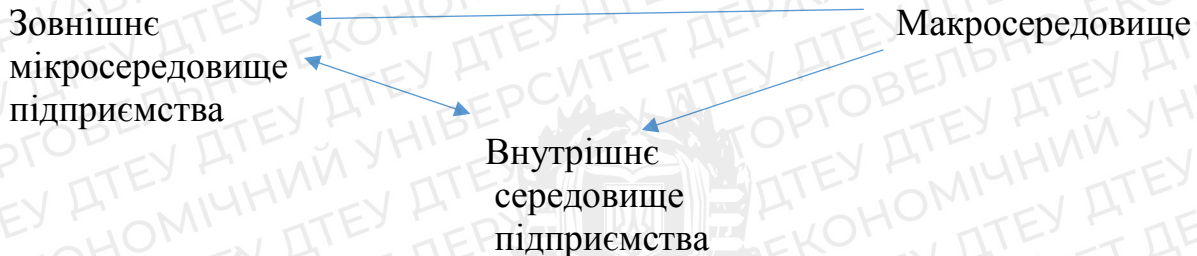 Зовнішнє
мікросередовище
підприємства
Макросередовище
Внутрішнє
середовище
підприємства